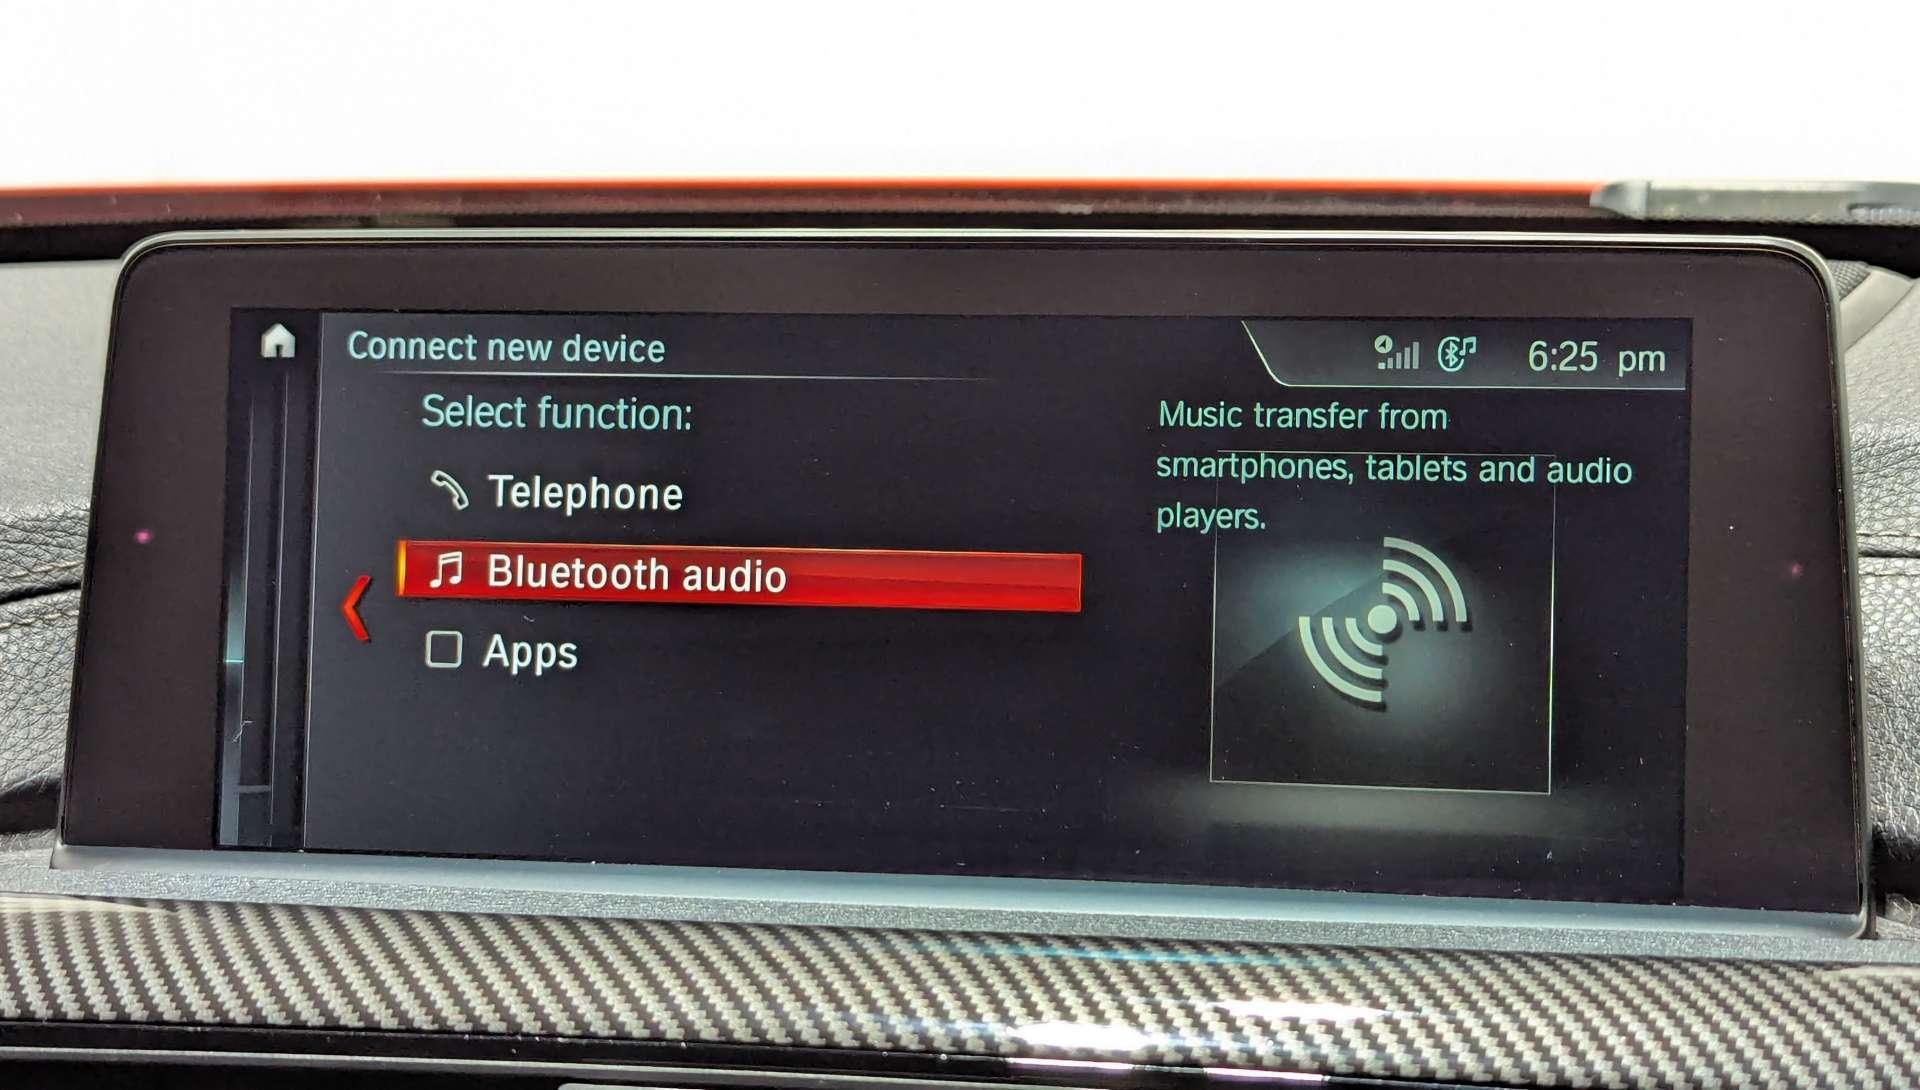 Connect new device
6:25 pm
Select function:
Telephone
Bluetooth audio
Apps
Music transfer from
smartphones, tablets and audio
players.